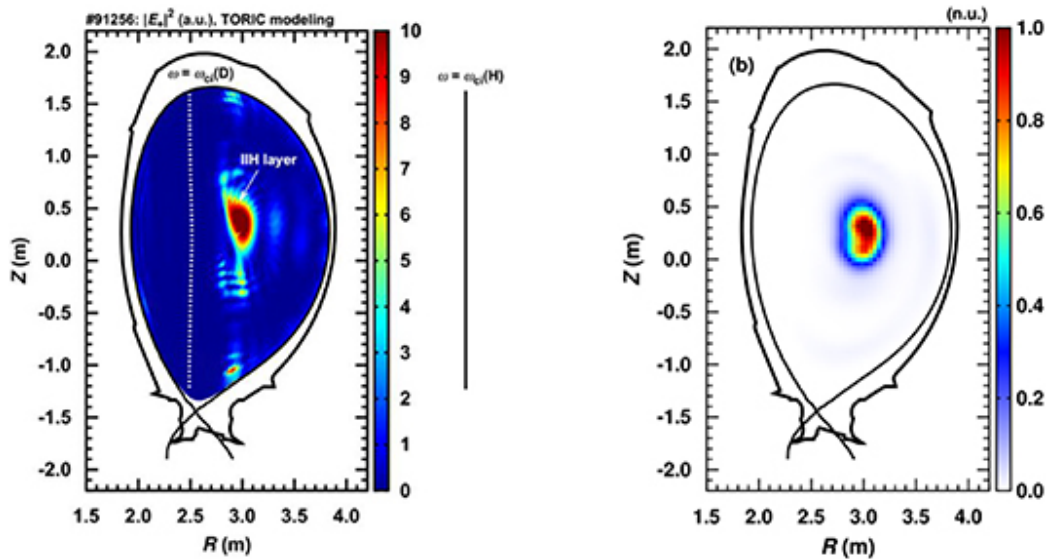 #91256: |E₊|² (a.u.), TORIC modeling
ω = ω_ci(D)
IIH layer
2.0
1.5
1.0
0.5
0.0
-0.5
-1.0
-1.5
-2.0
Z (m)
1.5 2.0 2.5 3.0 3.5 4.0
R (m)
10
9
8
7
6
5
4
3
2
1
0
ω = ω_ci(H)
(n.u.)
(b)
2.0
1.5
1.0
0.5
0.0
-0.5
-1.0
-1.5
-2.0
Z (m)
1.5 2.0 2.5 3.0 3.5 4.0
R (m)
1.0
0.8
0.6
0.4
0.2
0.0